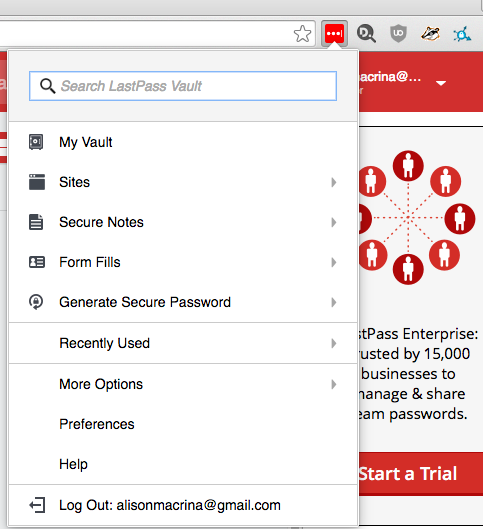 macrina@...
Search LastPass Vault
My Vault
Sites
Secure Notes
Form Fills
Generate Secure Password
Recently Used
More Options
Preferences
Help
Log Out: alisonmacrina@gmail.com
stPass Enterprise:
rusted by 15,000
businesses to
manage & share
eam passwords.
Start a Trial